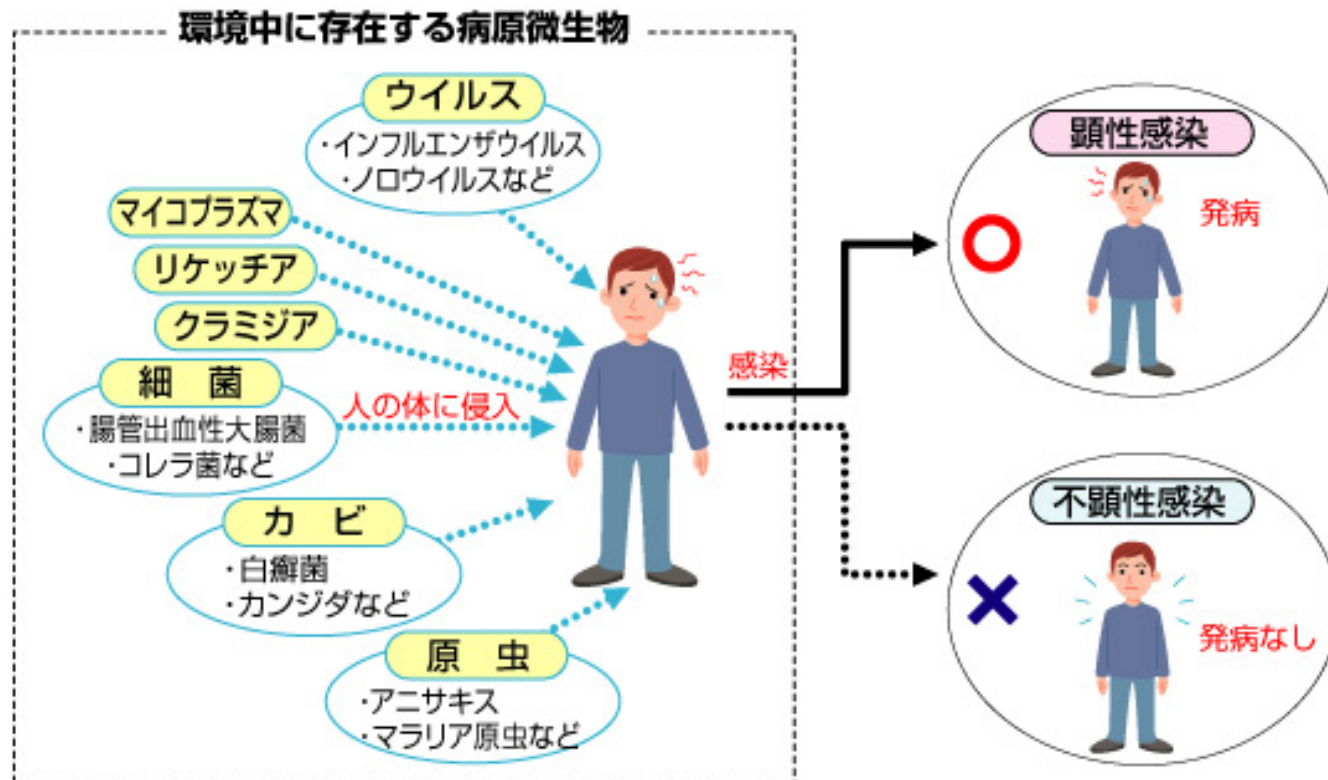 環境中に存在する病原微生物
ウイルス
・インフルエンザウイルス
・ノロウイルスなど
マイコプラズマ
リケッチア
クラミジア
細　菌
・腸管出血性大腸菌
・コレラ菌など
人の体に侵入
カ　ビ
・白癬菌
・カンジダなど
原　虫
・アニサキス
・マラリア原虫など
感染
顕性感染
発病
不顕性感染
発病なし